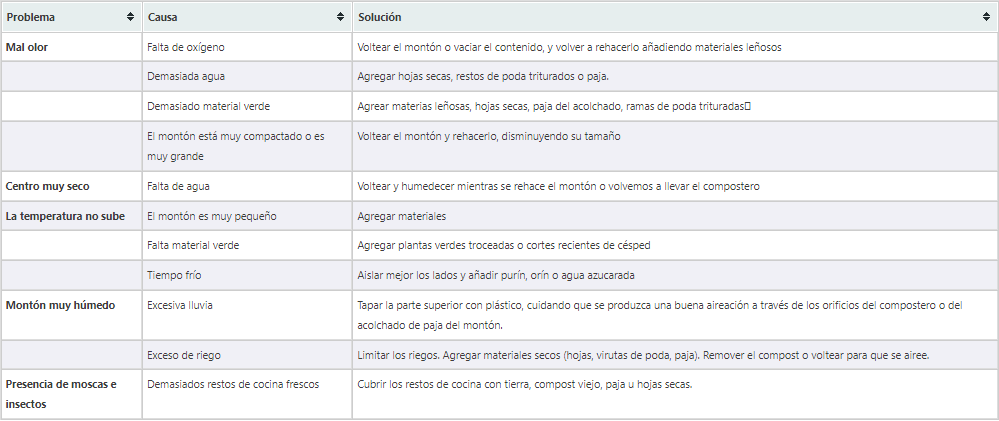 Problema Causa Solución
Mal olor Falta de oxígeno Voltear el montón o vaciar el contenido, y volver a rehacerlo añadiendo materiales leñosos
Demasiada agua Agregar hojas secas, restos de poda triturados o paja.
Demasiado material verde Agrear materias leñosas, hojas secas, paja del acolchado, ramas de poda trituradas
El montón está muy compactado o es Voltear el montón y rehacerlo, disminuyendo su tamaño
muy grande
Centro muy seco Falta de agua Voltear y humedecer mientras se rehace el montón o volvemos a llevar el compostero
La temperatura no sube El montón es muy pequeño Agregar materiales
Falta material verde Agregar plantas verdes troceadas o cortes recientes de césped
Tiempo frío Aislar mejor los lados y añadir purín, orín o agua azucarada
Montón muy húmedo Excesiva lluvia Tapar la parte superior con plástico, cuidando que se produzca una buena aireación a través de los orificios del compostero o del
acolchado de paja del montón.
Exceso de riego Limitar los riegos. Agregar materiales secos (hojas, virutas de poda, paja). Remover el compost o voltear para que se airee.
Presencia de moscas e Demasiados restos de cocina frescos Cubrir los restos de cocina con tierra, compost viejo, paja u hojas secas.
insectos